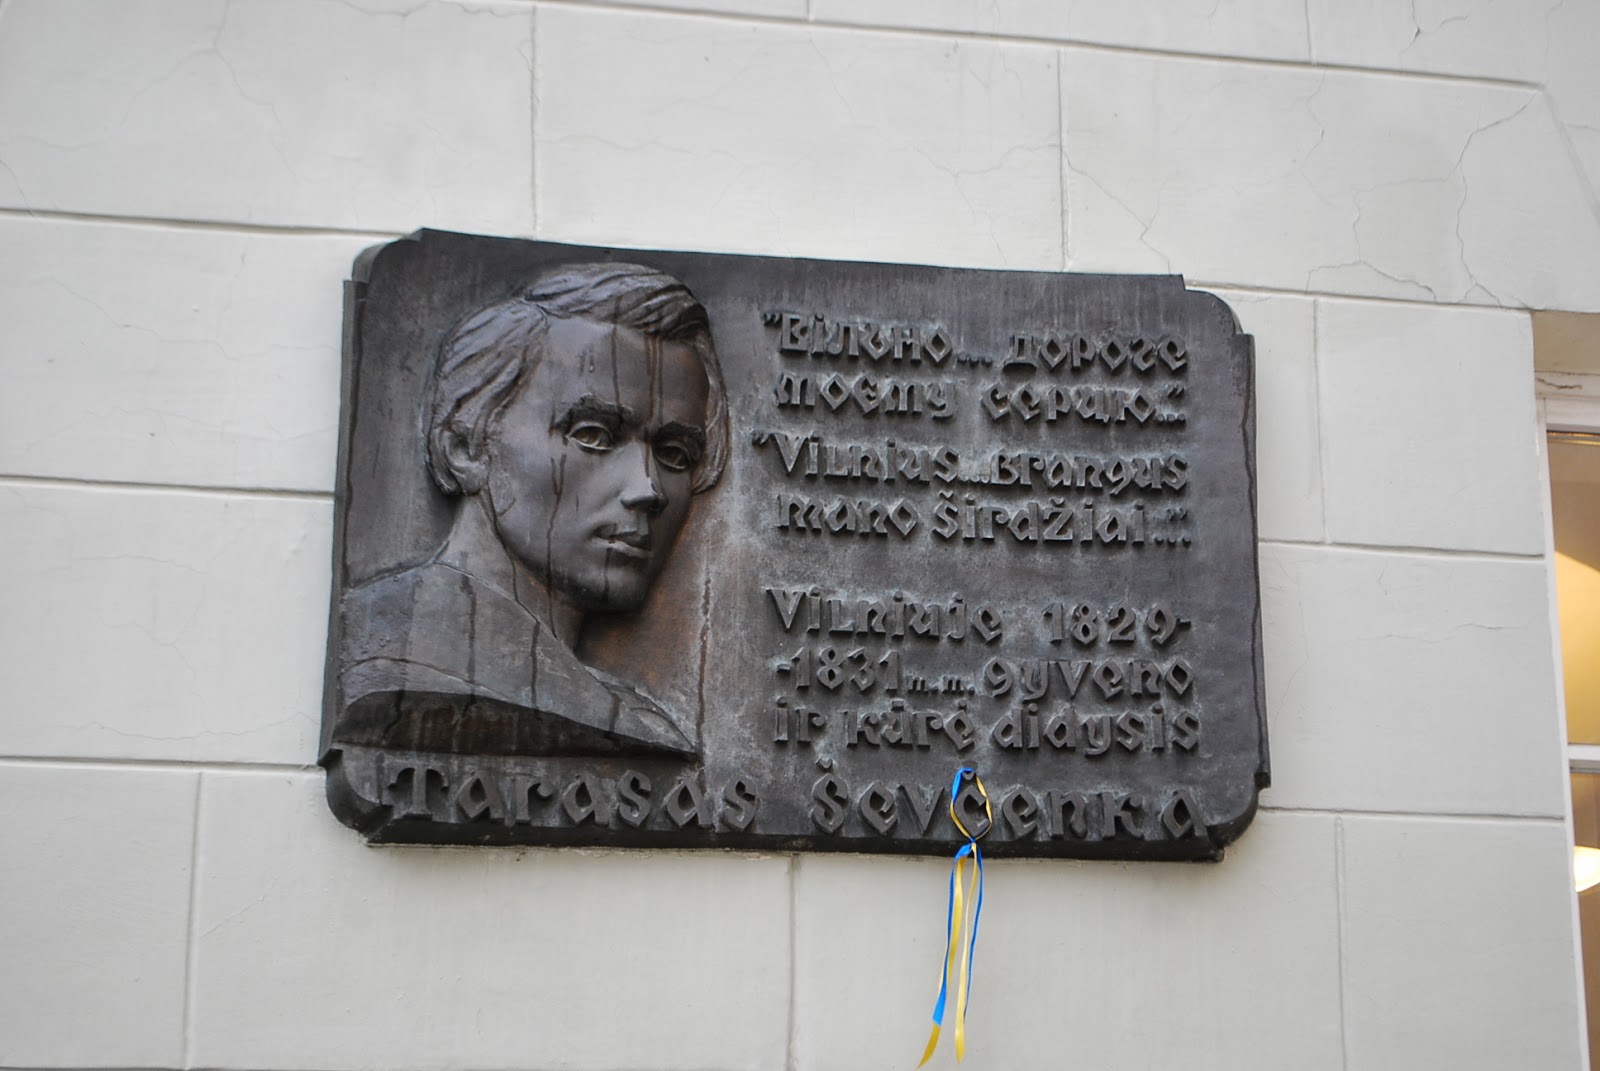 "Вільно... дороге
моєму серцю..."
"Vilnius...Brangus
mano širdžiai..."
Vilniuje 1829-
-1831 m.m. gyveno
ir kūrė didysis
Tarasas Ševčenka